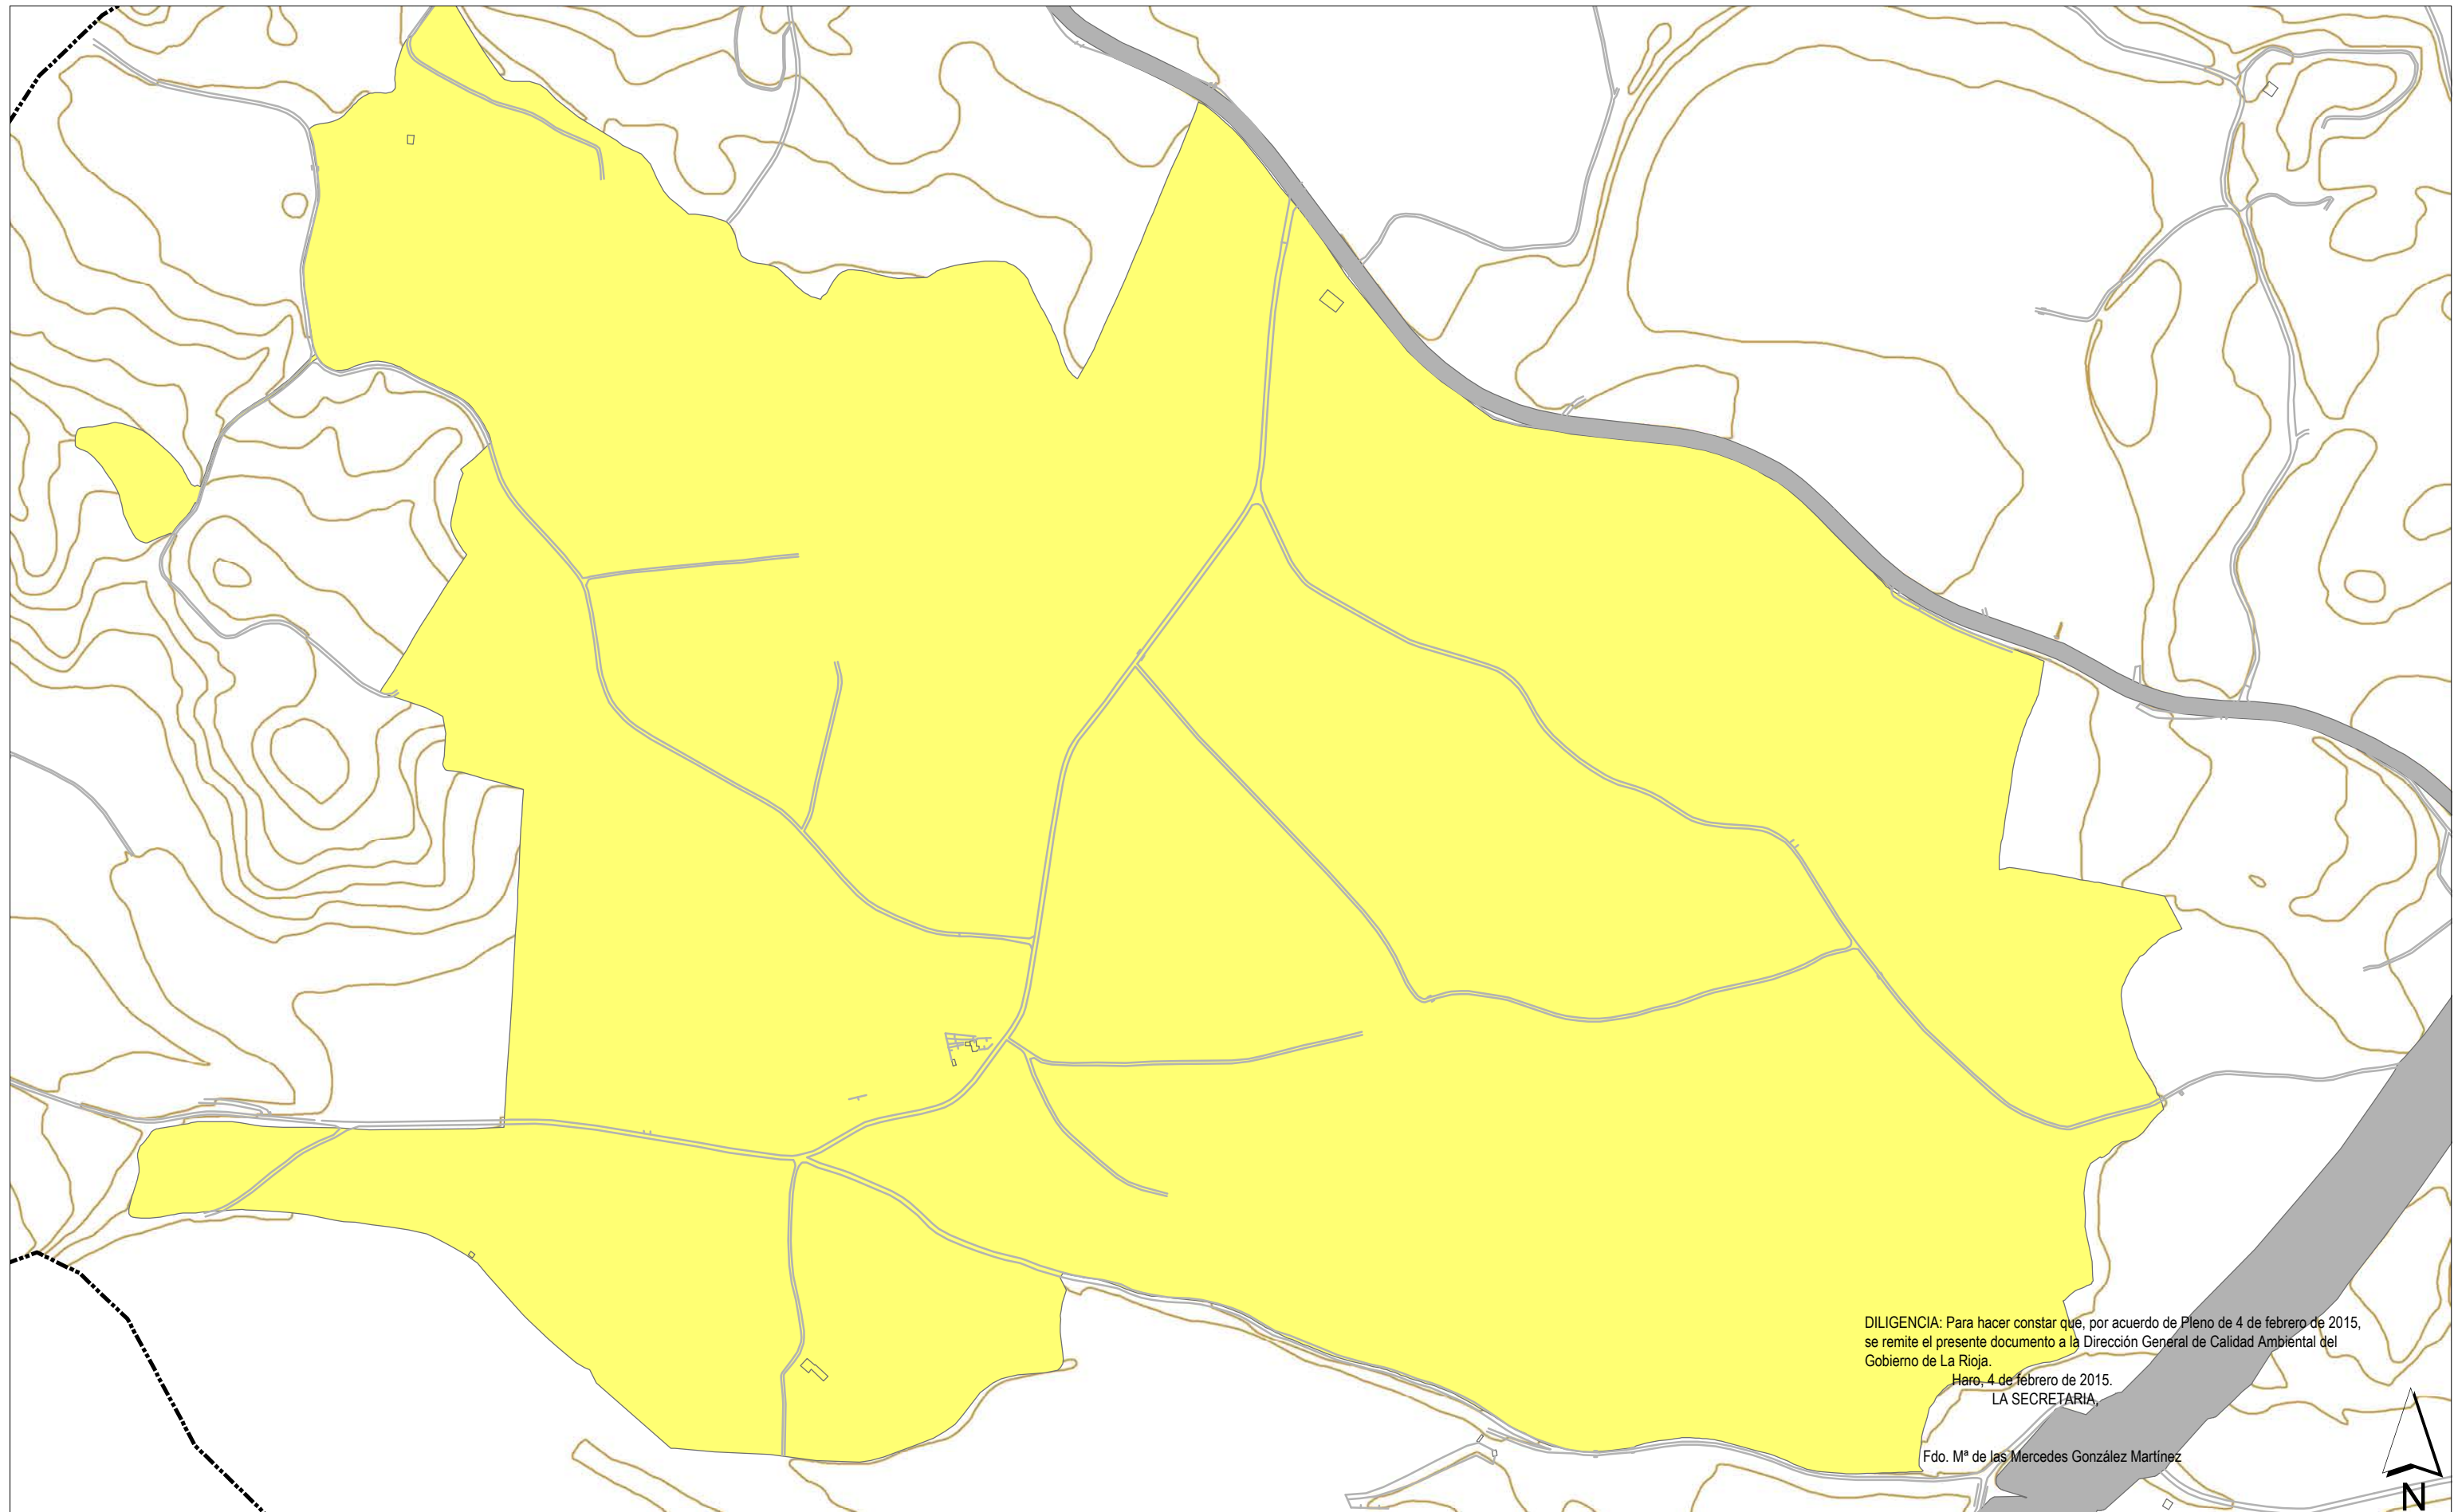 DILIGENCIA: Para hacer constar que, por acuerdo de Pleno de 4 de febrero de 2015,
se remite el presente documento a la Dirección General de Calidad Ambiental del
Gobierno de La Rioja.
Haro, 4 de febrero de 2015.
LA SECRETARIA,
Fdo. Mª de las Mercedes González Martínez
N